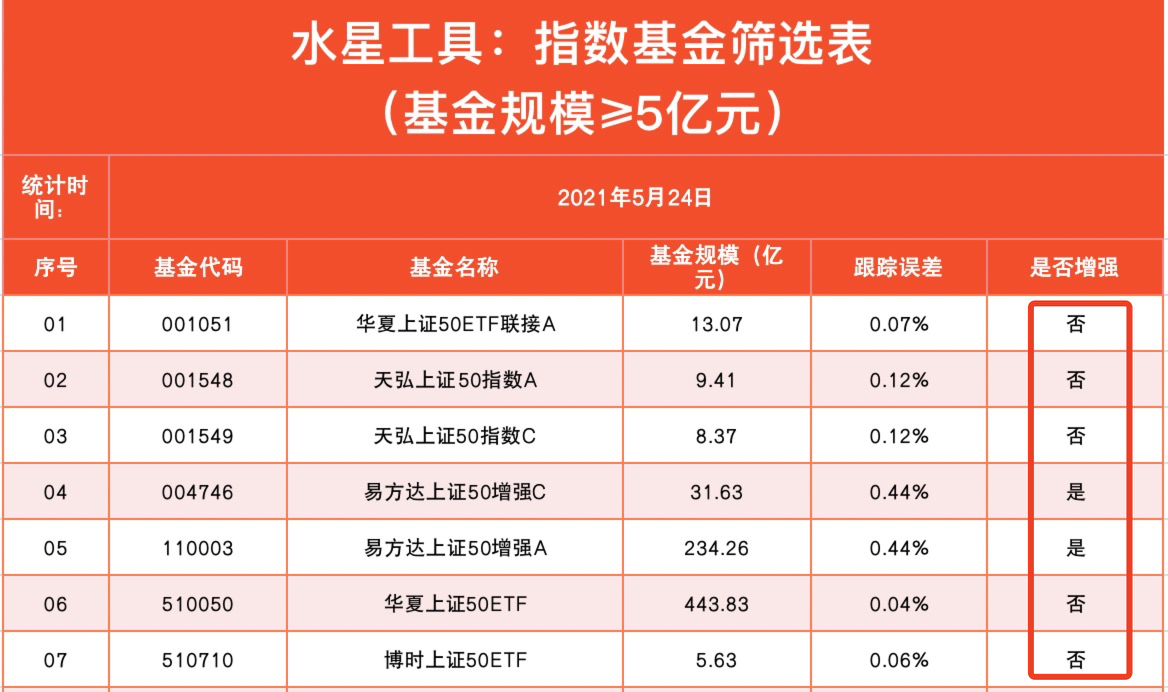 水星工具：指数基金筛选表
（基金规模≥5亿元）
统计时
间：
2021年5月24日
序号 基金代码 基金名称 基金规模（亿
元） 跟踪误差 是否增强
01 001051 华夏上证50ETF联接A 13.07 0.07% 否
02 001548 天弘上证50指数A 9.41 0.12% 否
03 001549 天弘上证50指数C 8.37 0.12% 否
04 004746 易方达上证50增强C 31.63 0.44% 是
05 110003 易方达上证50增强A 234.26 0.44% 是
06 510050 华夏上证50ETF 443.83 0.04% 否
07 510710 博时上证50ETF 5.63 0.06% 否